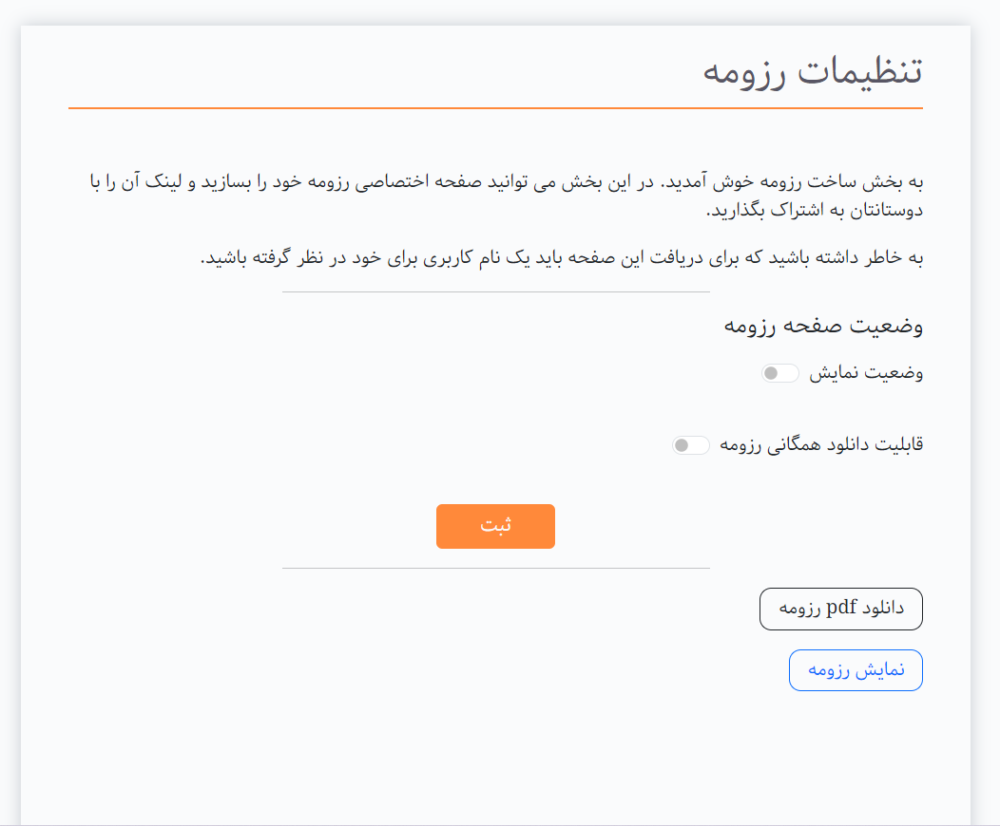 تنظیمات رزومه
به بخش ساخت رزومه خوش آمدید. در این بخش می توانید صفحه اختصاصی رزومه خود را بسازید و لینک آن را با
دوستانتان به اشتراک بگذارید.
به خاطر داشته باشید که برای دریافت این صفحه باید یک نام کاربری برای خود در نظر گرفته باشید.
وضعیت صفحه رزومه
وضعیت نمایش
قابلیت دانلود همگانی رزومه
ثبت
دانلود pdf رزومه
نمایش رزومه